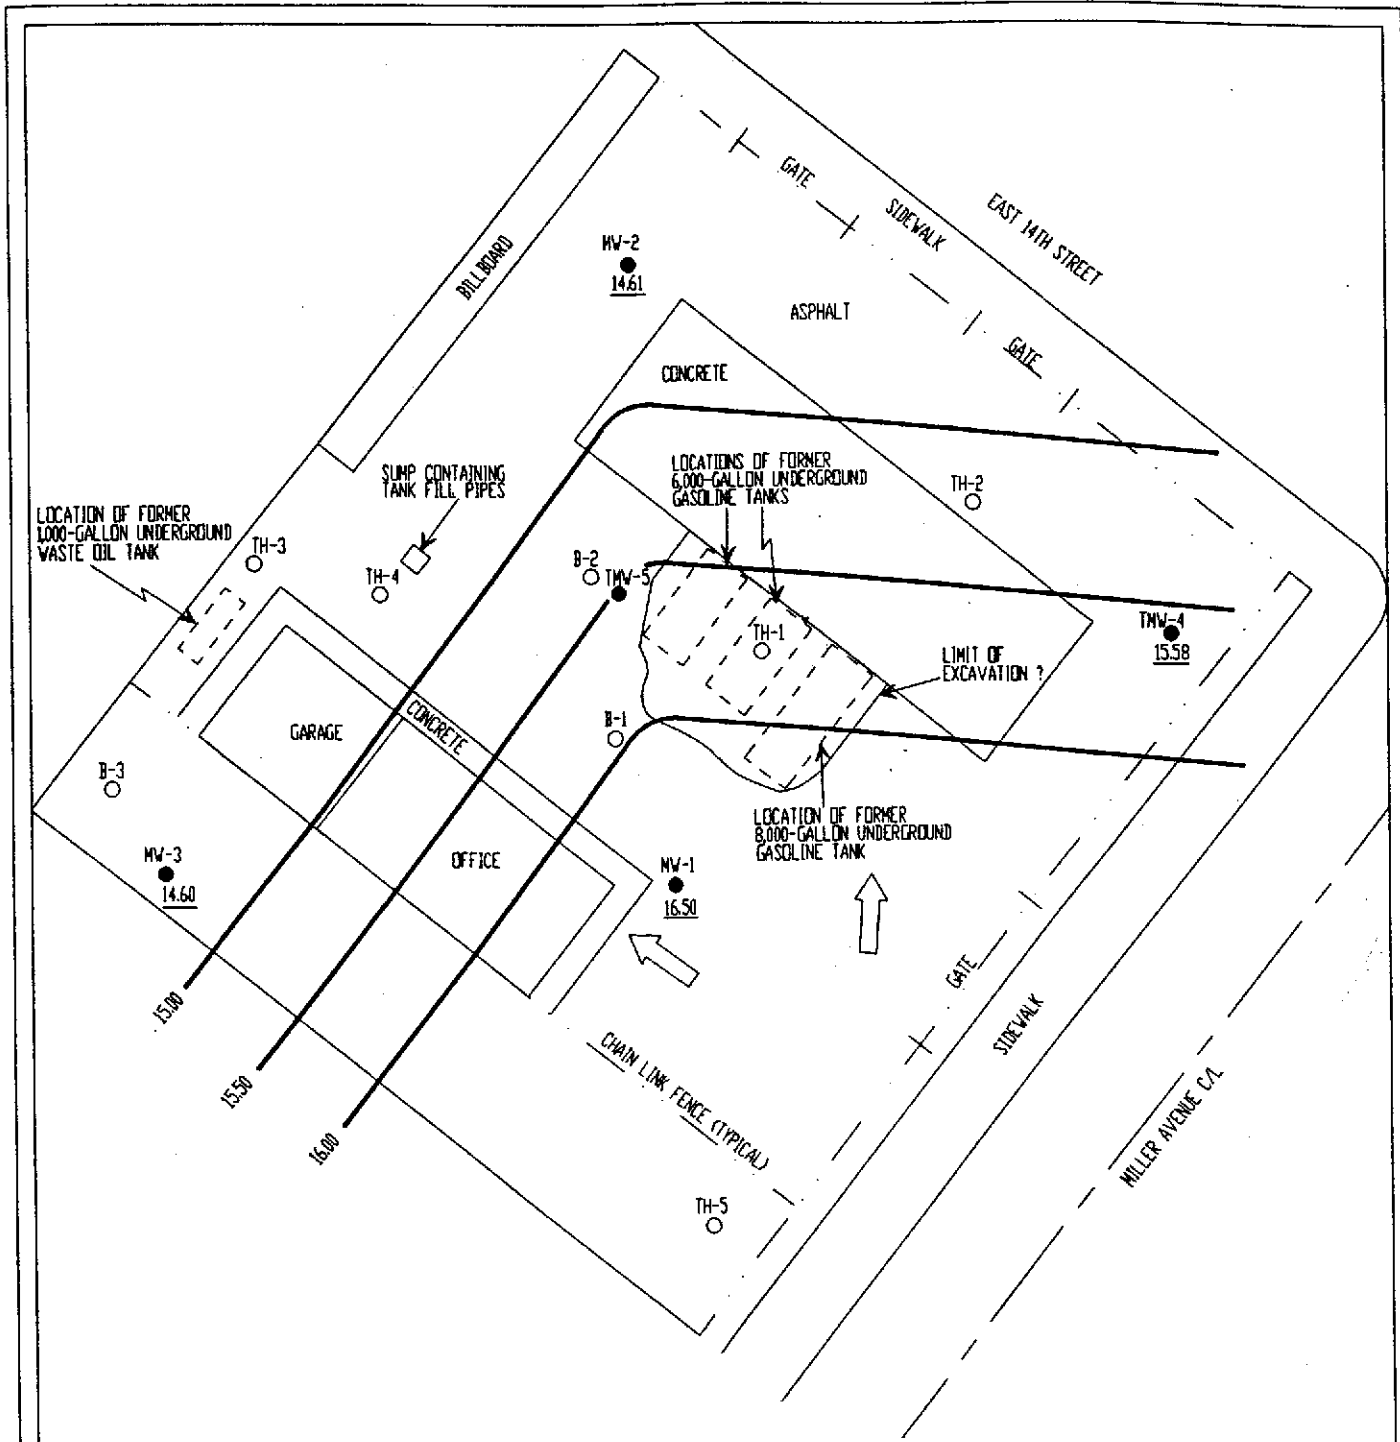 GATE
SIDEWALK
EAST 14TH STREET
BILLBOARD
MW-2
14.61
ASPHALT
GATE
CONCRETE
SUMP CONTAINING
TANK FILL PIPES
LOCATIONS OF FORMER
6,000-GALLON UNDERGROUND
GASOLINE TANKS
TH-2
LOCATION OF FORMER
1,000-GALLON UNDERGROUND
WASTE OIL TANK
TH-3
TH-4
B-2
TMW-5
TH-1
TMW-4
15.58
LIMIT OF
EXCAVATION ?
CONCRETE
GARAGE
B-1
B-3
LOCATION OF FORMER
8,000-GALLON UNDERGROUND
GASOLINE TANK
MW-3
14.60
OFFICE
MW-1
16.50
GATE
SIDEWALK
15.00
15.50
16.00
CHAIN LINK FENCE (TYPICAL)
MILLER AVENUE C/L
TH-5